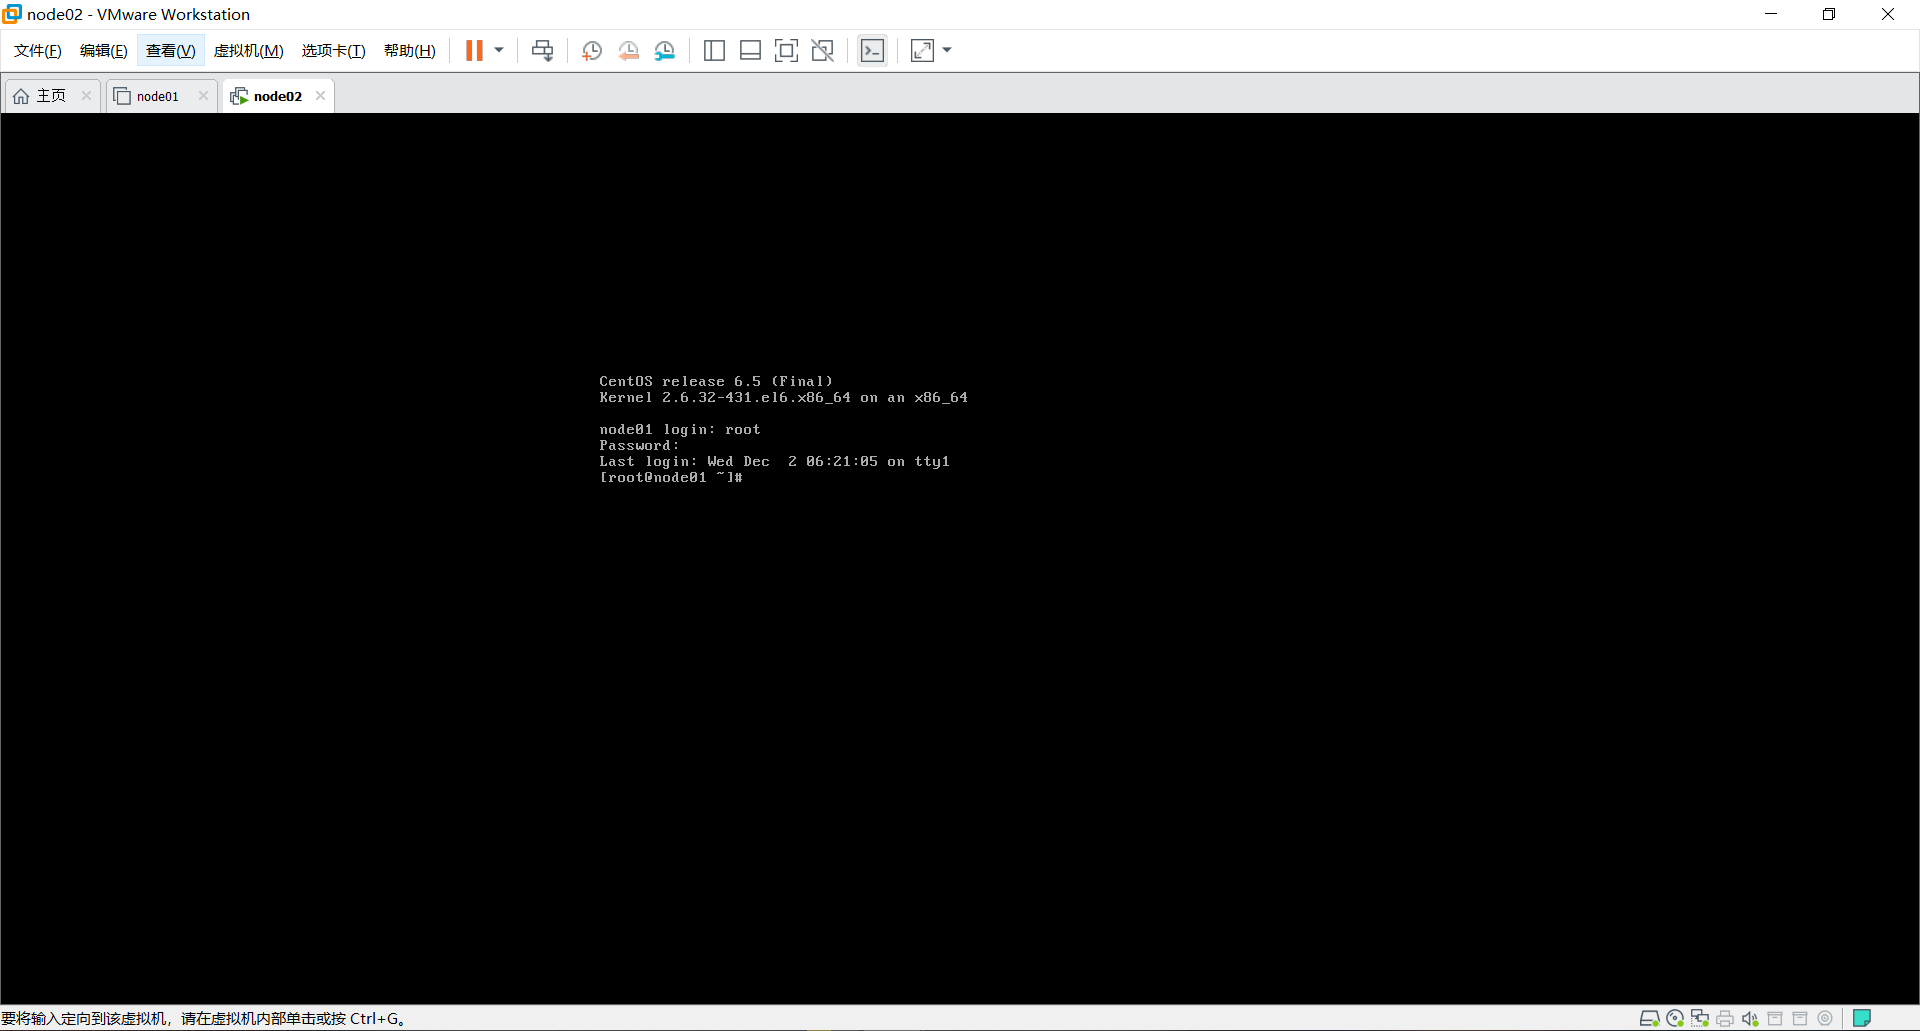 node02 - VMware Workstation
文件(F) 编辑(E) 查看(V) 虚拟机(M) 选项卡(T) 帮助(H)
主页 node01 node02
CentOS release 6.5 (Final)
Kernel 2.6.32-431.el6.x86_64 on an x86_64
node01 login: root
Password:
Last login: Wed Dec  2 06:21:05 on tty1
[root@node01 ~]#
要将输入定向到该虚拟机，请在虚拟机内部单击或按 Ctrl+G。